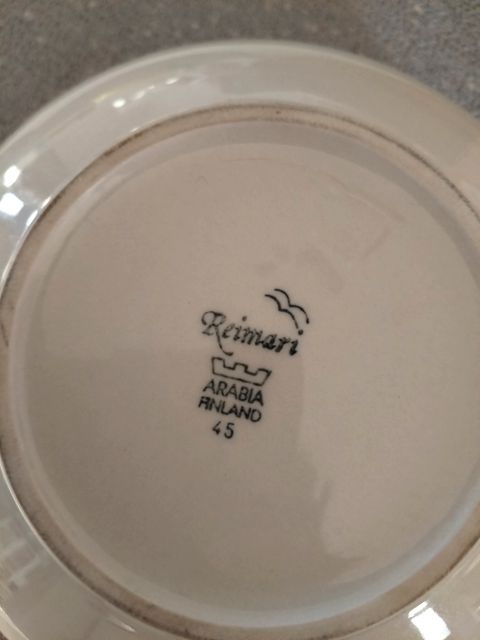 Reimari
ARABIA
FINLAND
45